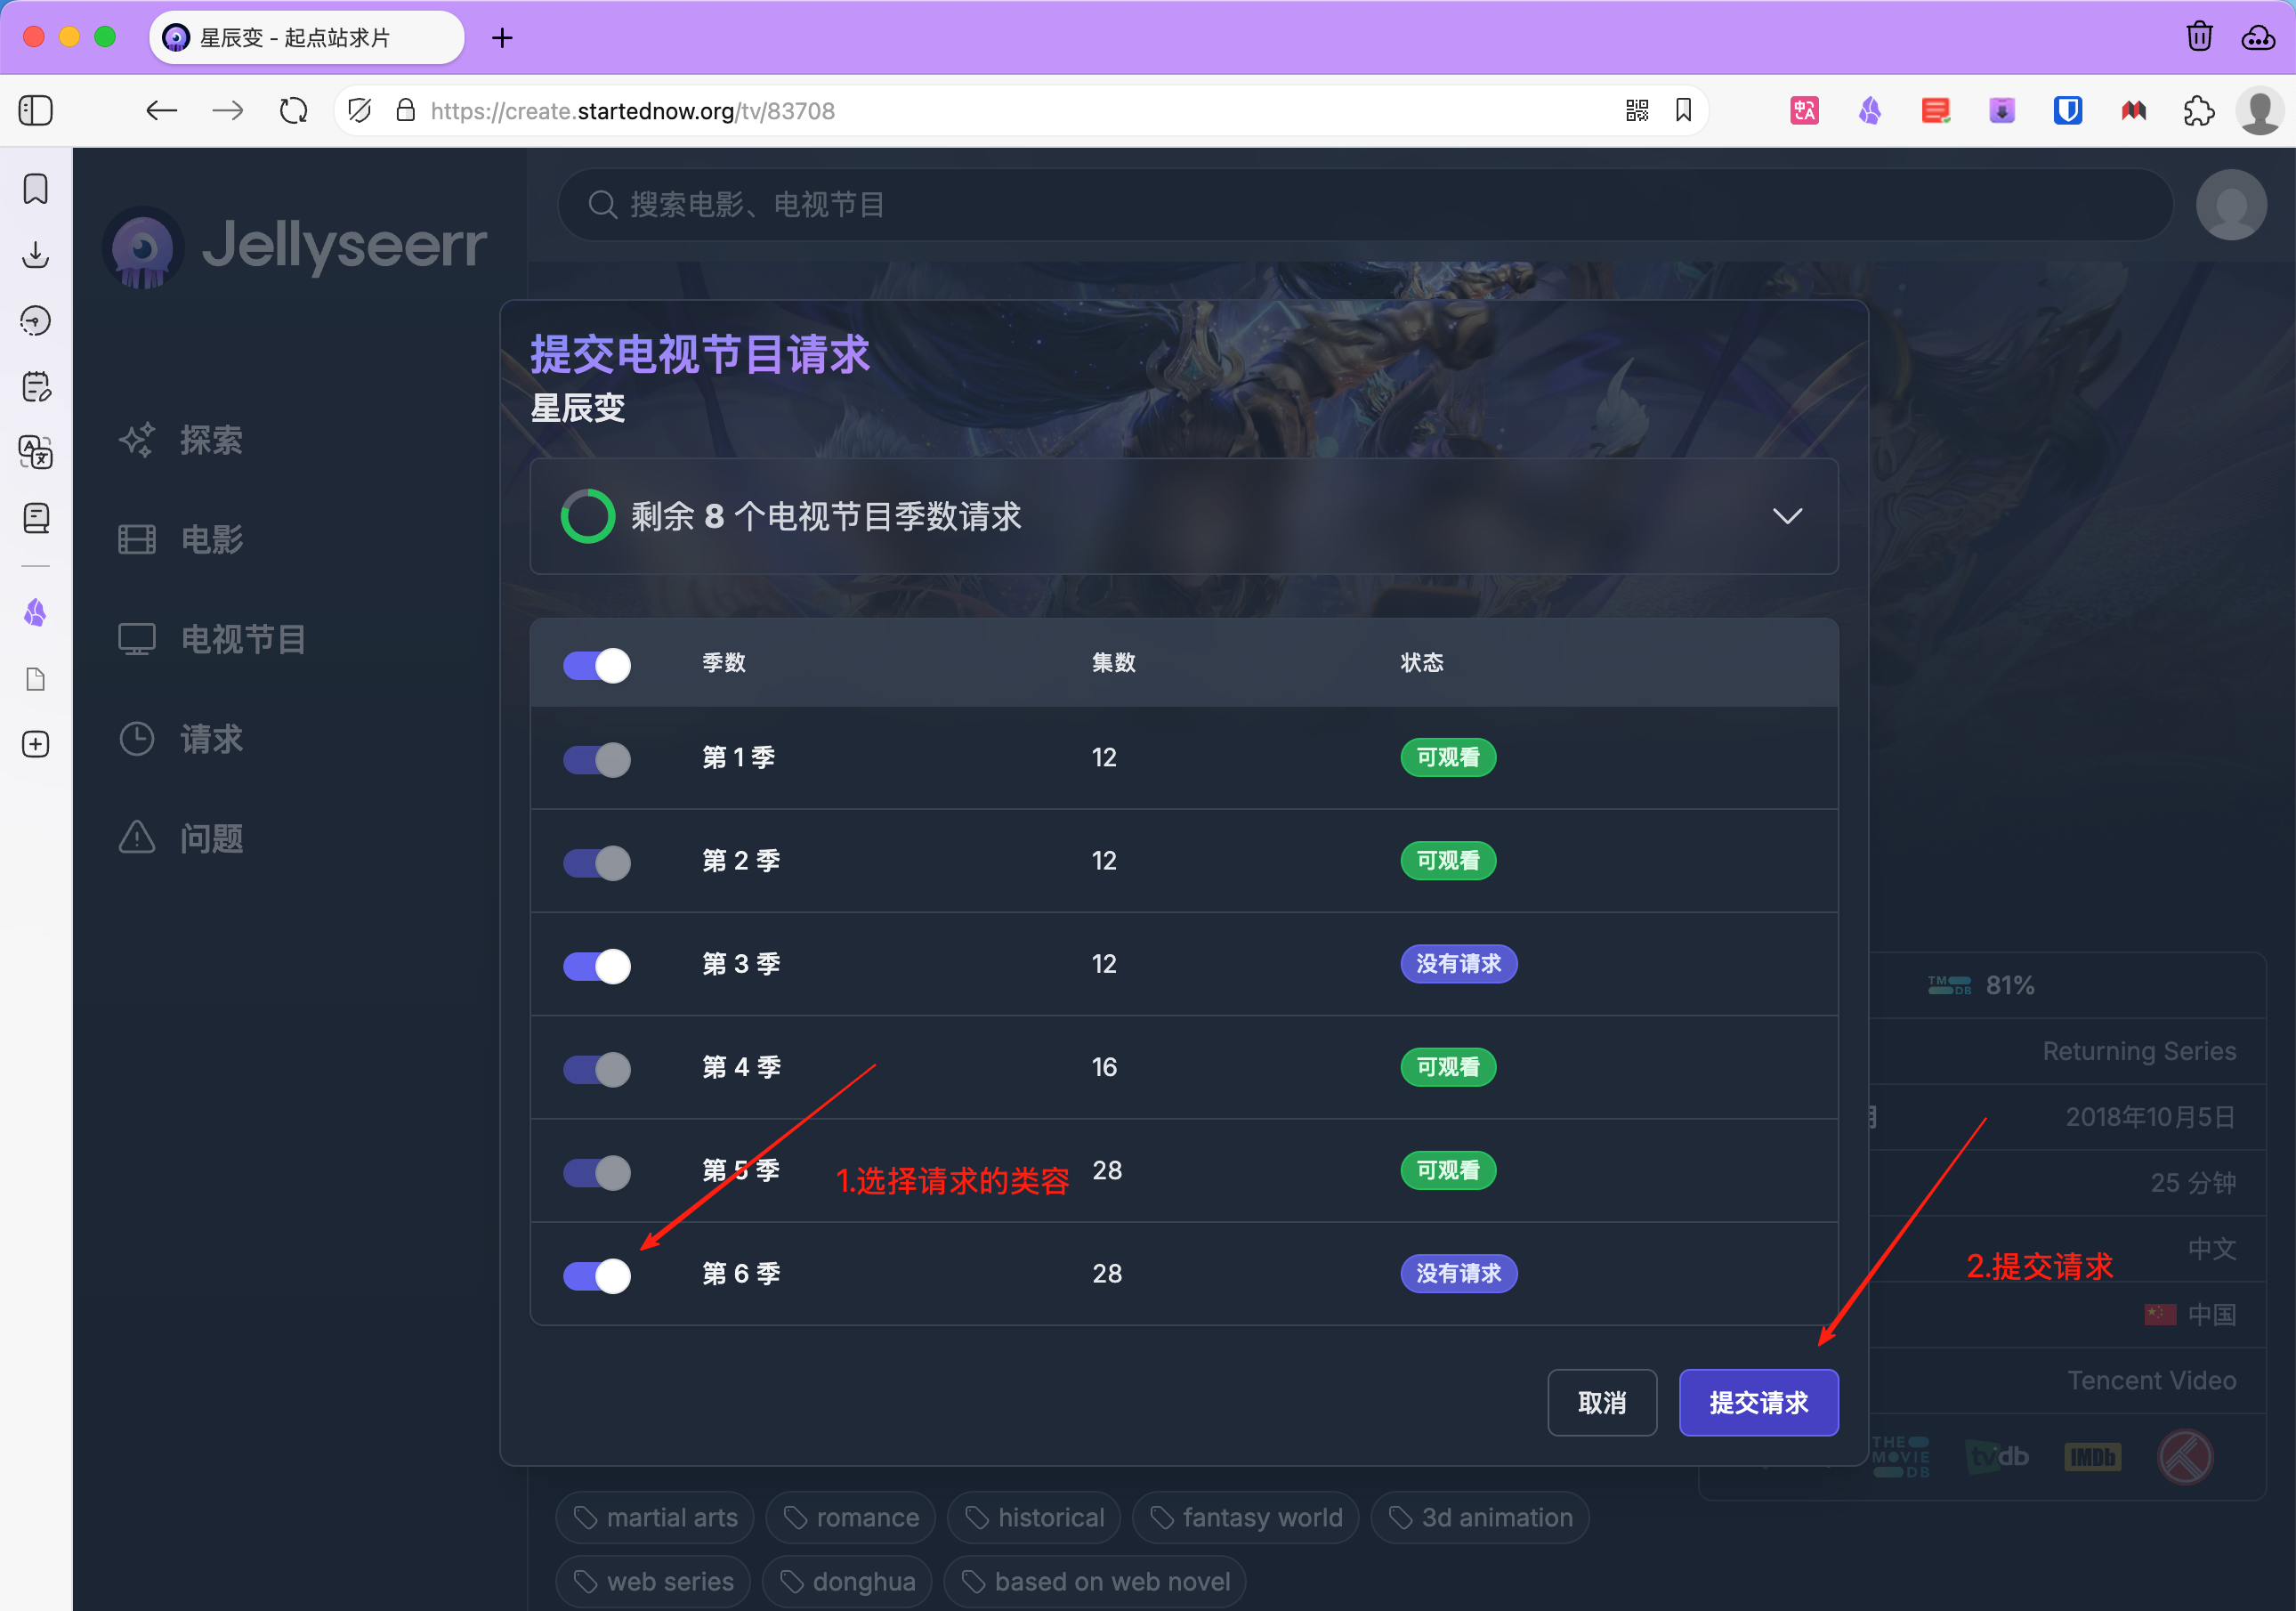 星辰变 - 起点站求片
https://create.startednow.org/tv/83708
Jellyseerr
搜索电影、电视节目
探索
电影
电视节目
请求
问题
提交电视节目请求
星辰变
剩余 8 个电视节目季数请求
季数 集数 状态
第 1 季 12 可观看
第 2 季 12 可观看
第 3 季 12 没有请求
第 4 季 16 可观看
第 5 季 28 可观看
1.选择请求的类容
第 6 季 28 没有请求
2.提交请求
取消 提交请求
TMDB 81%
Returning Series
2018年10月5日
25 分钟
中文
中国
Tencent Video
THE MOVIE DB tvdb IMDb
martial arts romance historical fantasy world 3d animation
web series donghua based on web novel